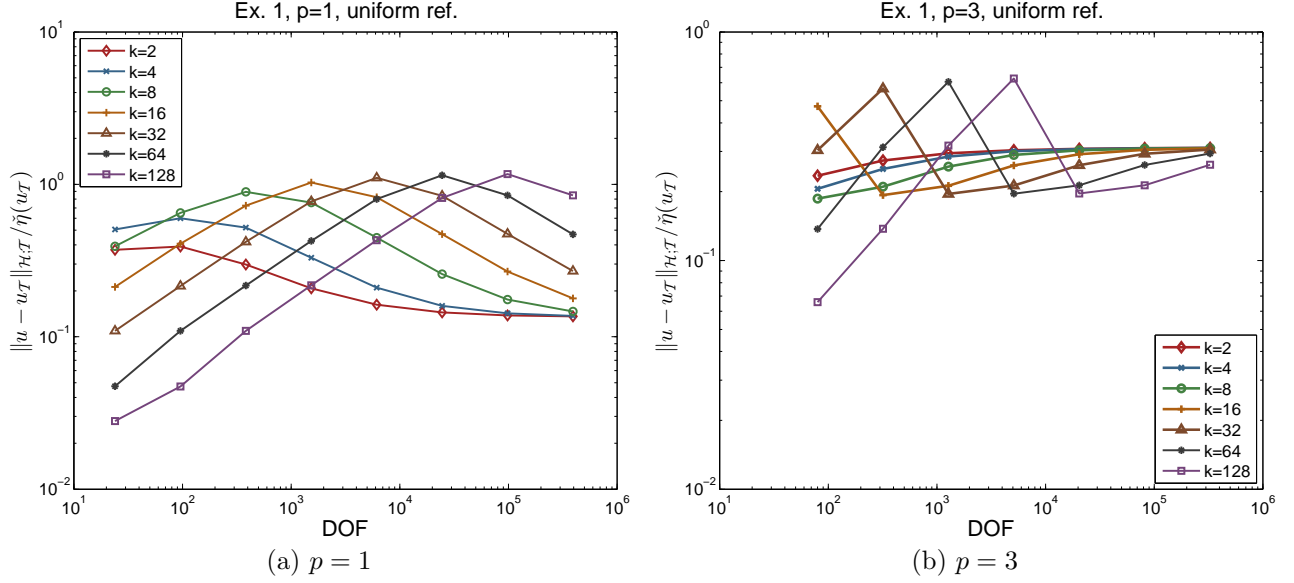 Ex. 1, p=1, uniform ref.
10^1
10^0
10^{-1}
10^{-2}
k=2
k=4
k=8
k=16
k=32
k=64
k=128
‖u − u_𝒯‖_{ℋ;𝒯}/η̌(u_𝒯)
10^1
10^2
10^3
10^4
10^5
10^6
DOF
(a) p = 1
Ex. 1, p=3, uniform ref.
10^0
10^{-1}
10^{-2}
‖u − u_𝒯‖_{ℋ;𝒯}/η̌(u_𝒯)
k=2
k=4
k=8
k=16
k=32
k=64
k=128
10^1
10^2
10^3
10^4
10^5
10^6
DOF
(b) p = 3